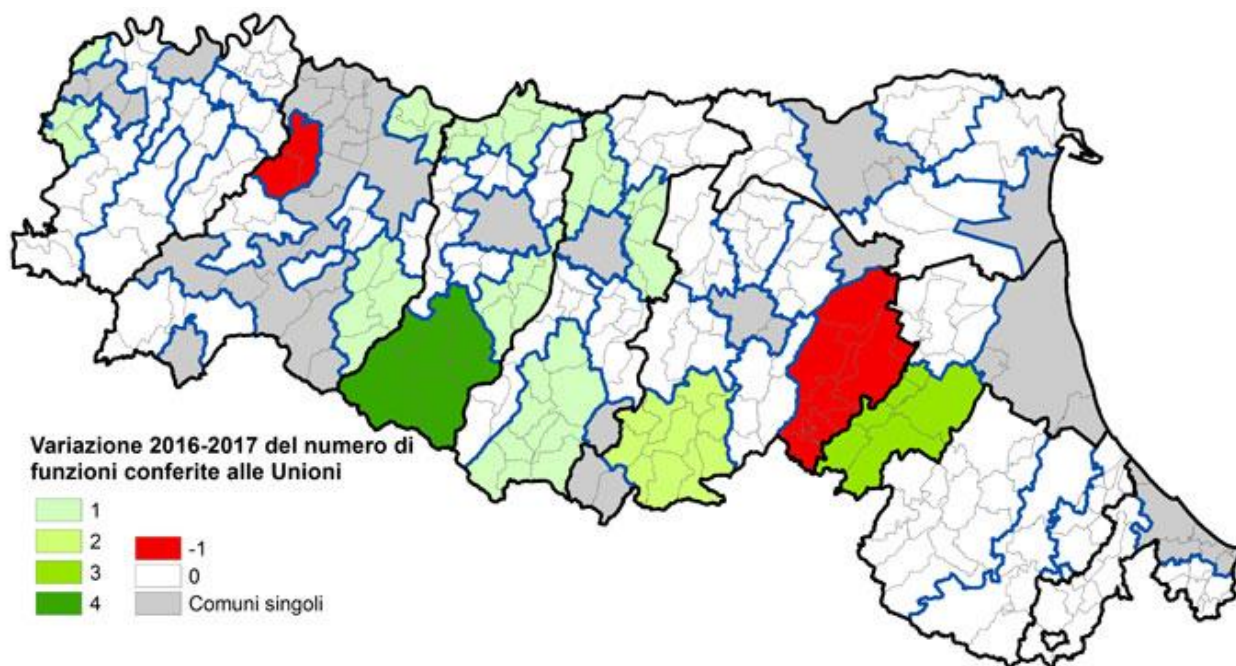 Variazione 2016-2017 del numero di
funzioni conferite alle Unioni
1
2
3
4
-1
0
Comuni singoli